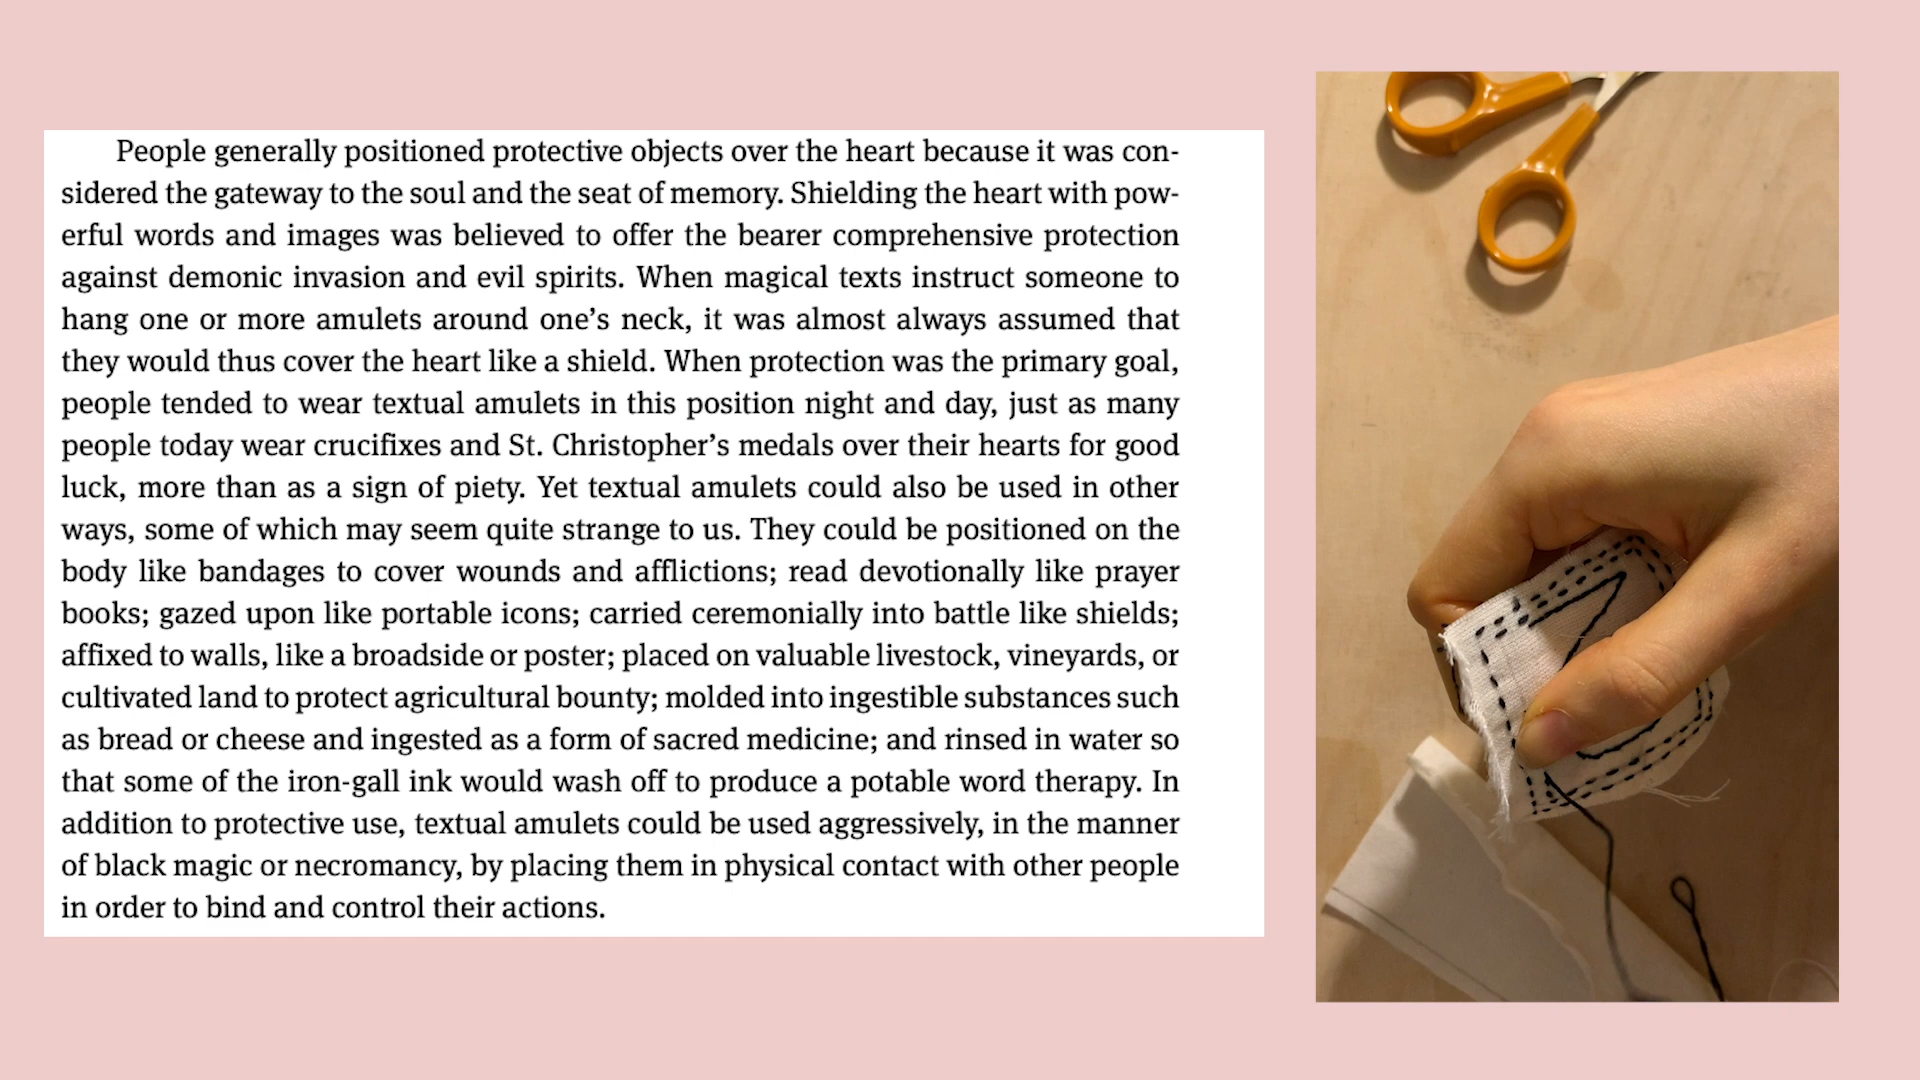 People generally positioned protective objects over the heart because it was con-
sidered the gateway to the soul and the seat of memory. Shielding the heart with pow-
erful words and images was believed to offer the bearer comprehensive protection
against demonic invasion and evil spirits. When magical texts instruct someone to
hang one or more amulets around one’s neck, it was almost always assumed that
they would thus cover the heart like a shield. When protection was the primary goal,
people tended to wear textual amulets in this position night and day, just as many
people today wear crucifixes and St. Christopher’s medals over their hearts for good
luck, more than as a sign of piety. Yet textual amulets could also be used in other
ways, some of which may seem quite strange to us. They could be positioned on the
body like bandages to cover wounds and afflictions; read devotionally like prayer
books; gazed upon like portable icons; carried ceremonially into battle like shields;
affixed to walls, like a broadside or poster; placed on valuable livestock, vineyards, or
cultivated land to protect agricultural bounty; molded into ingestible substances such
as bread or cheese and ingested as a form of sacred medicine; and rinsed in water so
that some of the iron-gall ink would wash off to produce a potable word therapy. In
addition to protective use, textual amulets could be used aggressively, in the manner
of black magic or necromancy, by placing them in physical contact with other people
in order to bind and control their actions.